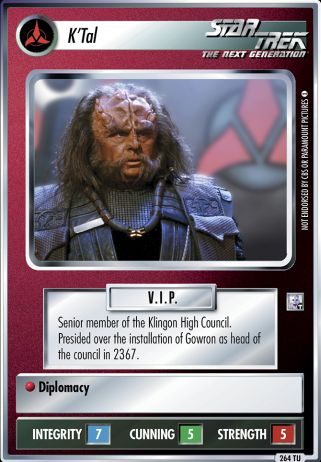 K'Tal
STAR TREK
THE NEXT GENERATION
NOT ENDORSED BY CBS OR PARAMOUNT PICTURES
V.I.P.
Senior member of the Klingon High Council.
Presided over the installation of Gowron as head of
the council in 2367.
Diplomacy
INTEGRITY 7 CUNNING 5 STRENGTH 5
264 TU